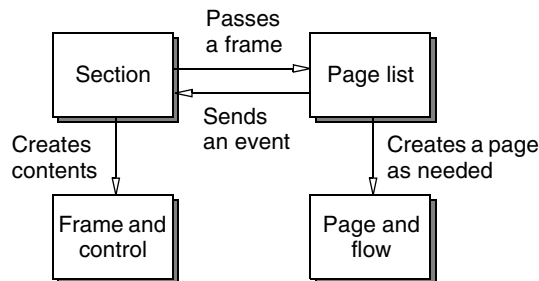 Passes
a frame
Section
Page list
Sends
an event
Creates
contents
Creates a page
as needed
Frame and
control
Page and
flow